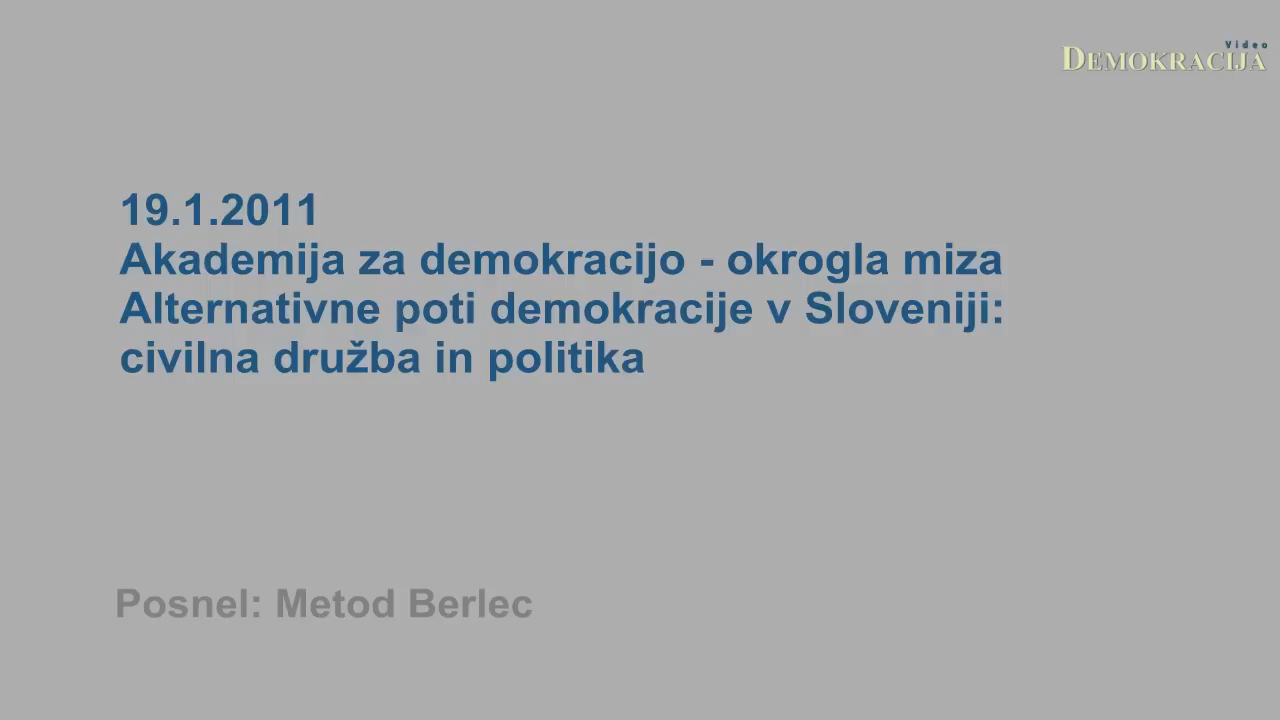 Video
DEMOKRACIJA
19.1.2011
Akademija za demokracijo - okrogla miza
Alternativne poti demokracije v Sloveniji:
civilna družba in politika
Posnel: Metod Berlec